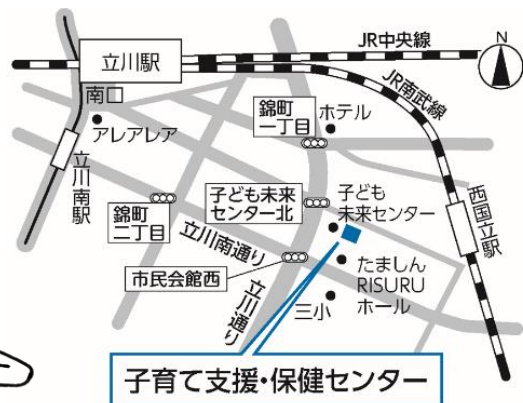 JR中央線
N
立川駅
JR南武線
南口
アレアレア
錦町
一丁目
ホテル
立川南駅
錦町
二丁目
子ども未来
センター北
子ども
未来センター
西国立駅
立川南通り
市民会館西
立川通り
たましん
RISURU
ホール
三小
子育て支援・保健センター